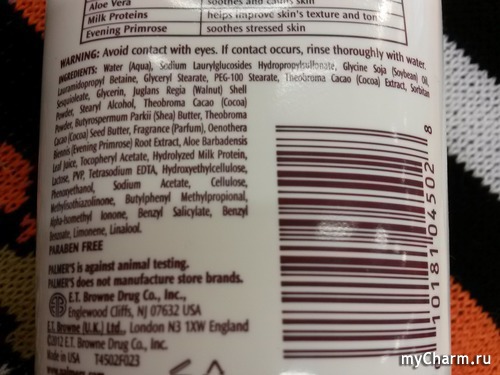 Aloe Vera soothes and calms skin
Milk Proteins helps improve skin's texture and tone
Evening Primrose soothes stressed skin
WARNING: Avoid contact with eyes. If contact occurs, rinse thoroughly with water.
INGREDIENTS: Water (Aqua), Sodium Laurylglucosides Hydroxypropylsulfonate, Glycine Soja (Soybean) Oil,
Lauramidopropyl Betaine, Glyceryl Stearate, PEG-100 Stearate, Theobroma Cacao (Cocoa) Extract, Sorbitan
Sesquioleate, Glycerin, Juglans Regia (Walnut) Shell
Powder, Stearyl Alcohol, Theobroma Cacao (Cocoa)
Powder, Butyrospermum Parkii (Shea) Butter, Theobroma
Cacao (Cocoa) Seed Butter, Fragrance (Parfum), Oenothera
Biennis (Evening Primrose) Root Extract, Aloe Barbadensis
Leaf Juice, Tocopheryl Acetate, Hydrolyzed Milk Protein,
Lactose, PVP, Tetrasodium EDTA, Hydroxyethylcellulose,
Phenoxyethanol, Sodium Acetate, Cellulose,
Methylisothiazolinone, Butylphenyl Methylpropional,
Alpha-Isomethyl Ionone, Benzyl Salicylate, Benzyl
Benzoate, Limonene, Linalool.
PARABEN FREE
PALMER'S is against animal testing.
PALMER'S does not manufacture store brands.
E.T. Browne Drug Co., Inc.,
Englewood Cliffs, NJ 07632 USA
E.T. Browne (U.K.) Ltd., London N3 1XW England
©2012 E.T. Browne Drug Co., Inc.
Made in USA T4502F023
10181 04502 8
myCharm.ru